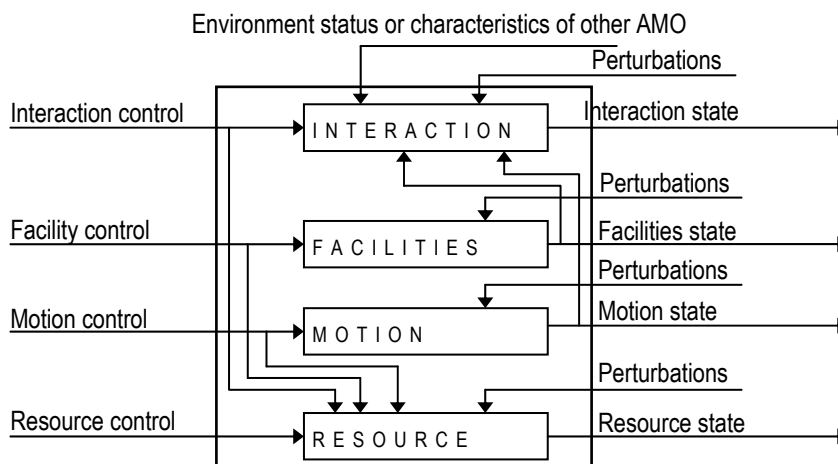 Environment status or characteristics of other AMO
Perturbations
Interaction control
INTERACTION
Interaction state
Perturbations
Facility control
FACILITIES
Facilities state
Perturbations
Motion control
MOTION
Motion state
Perturbations
Resource control
RESOURCE
Resource state